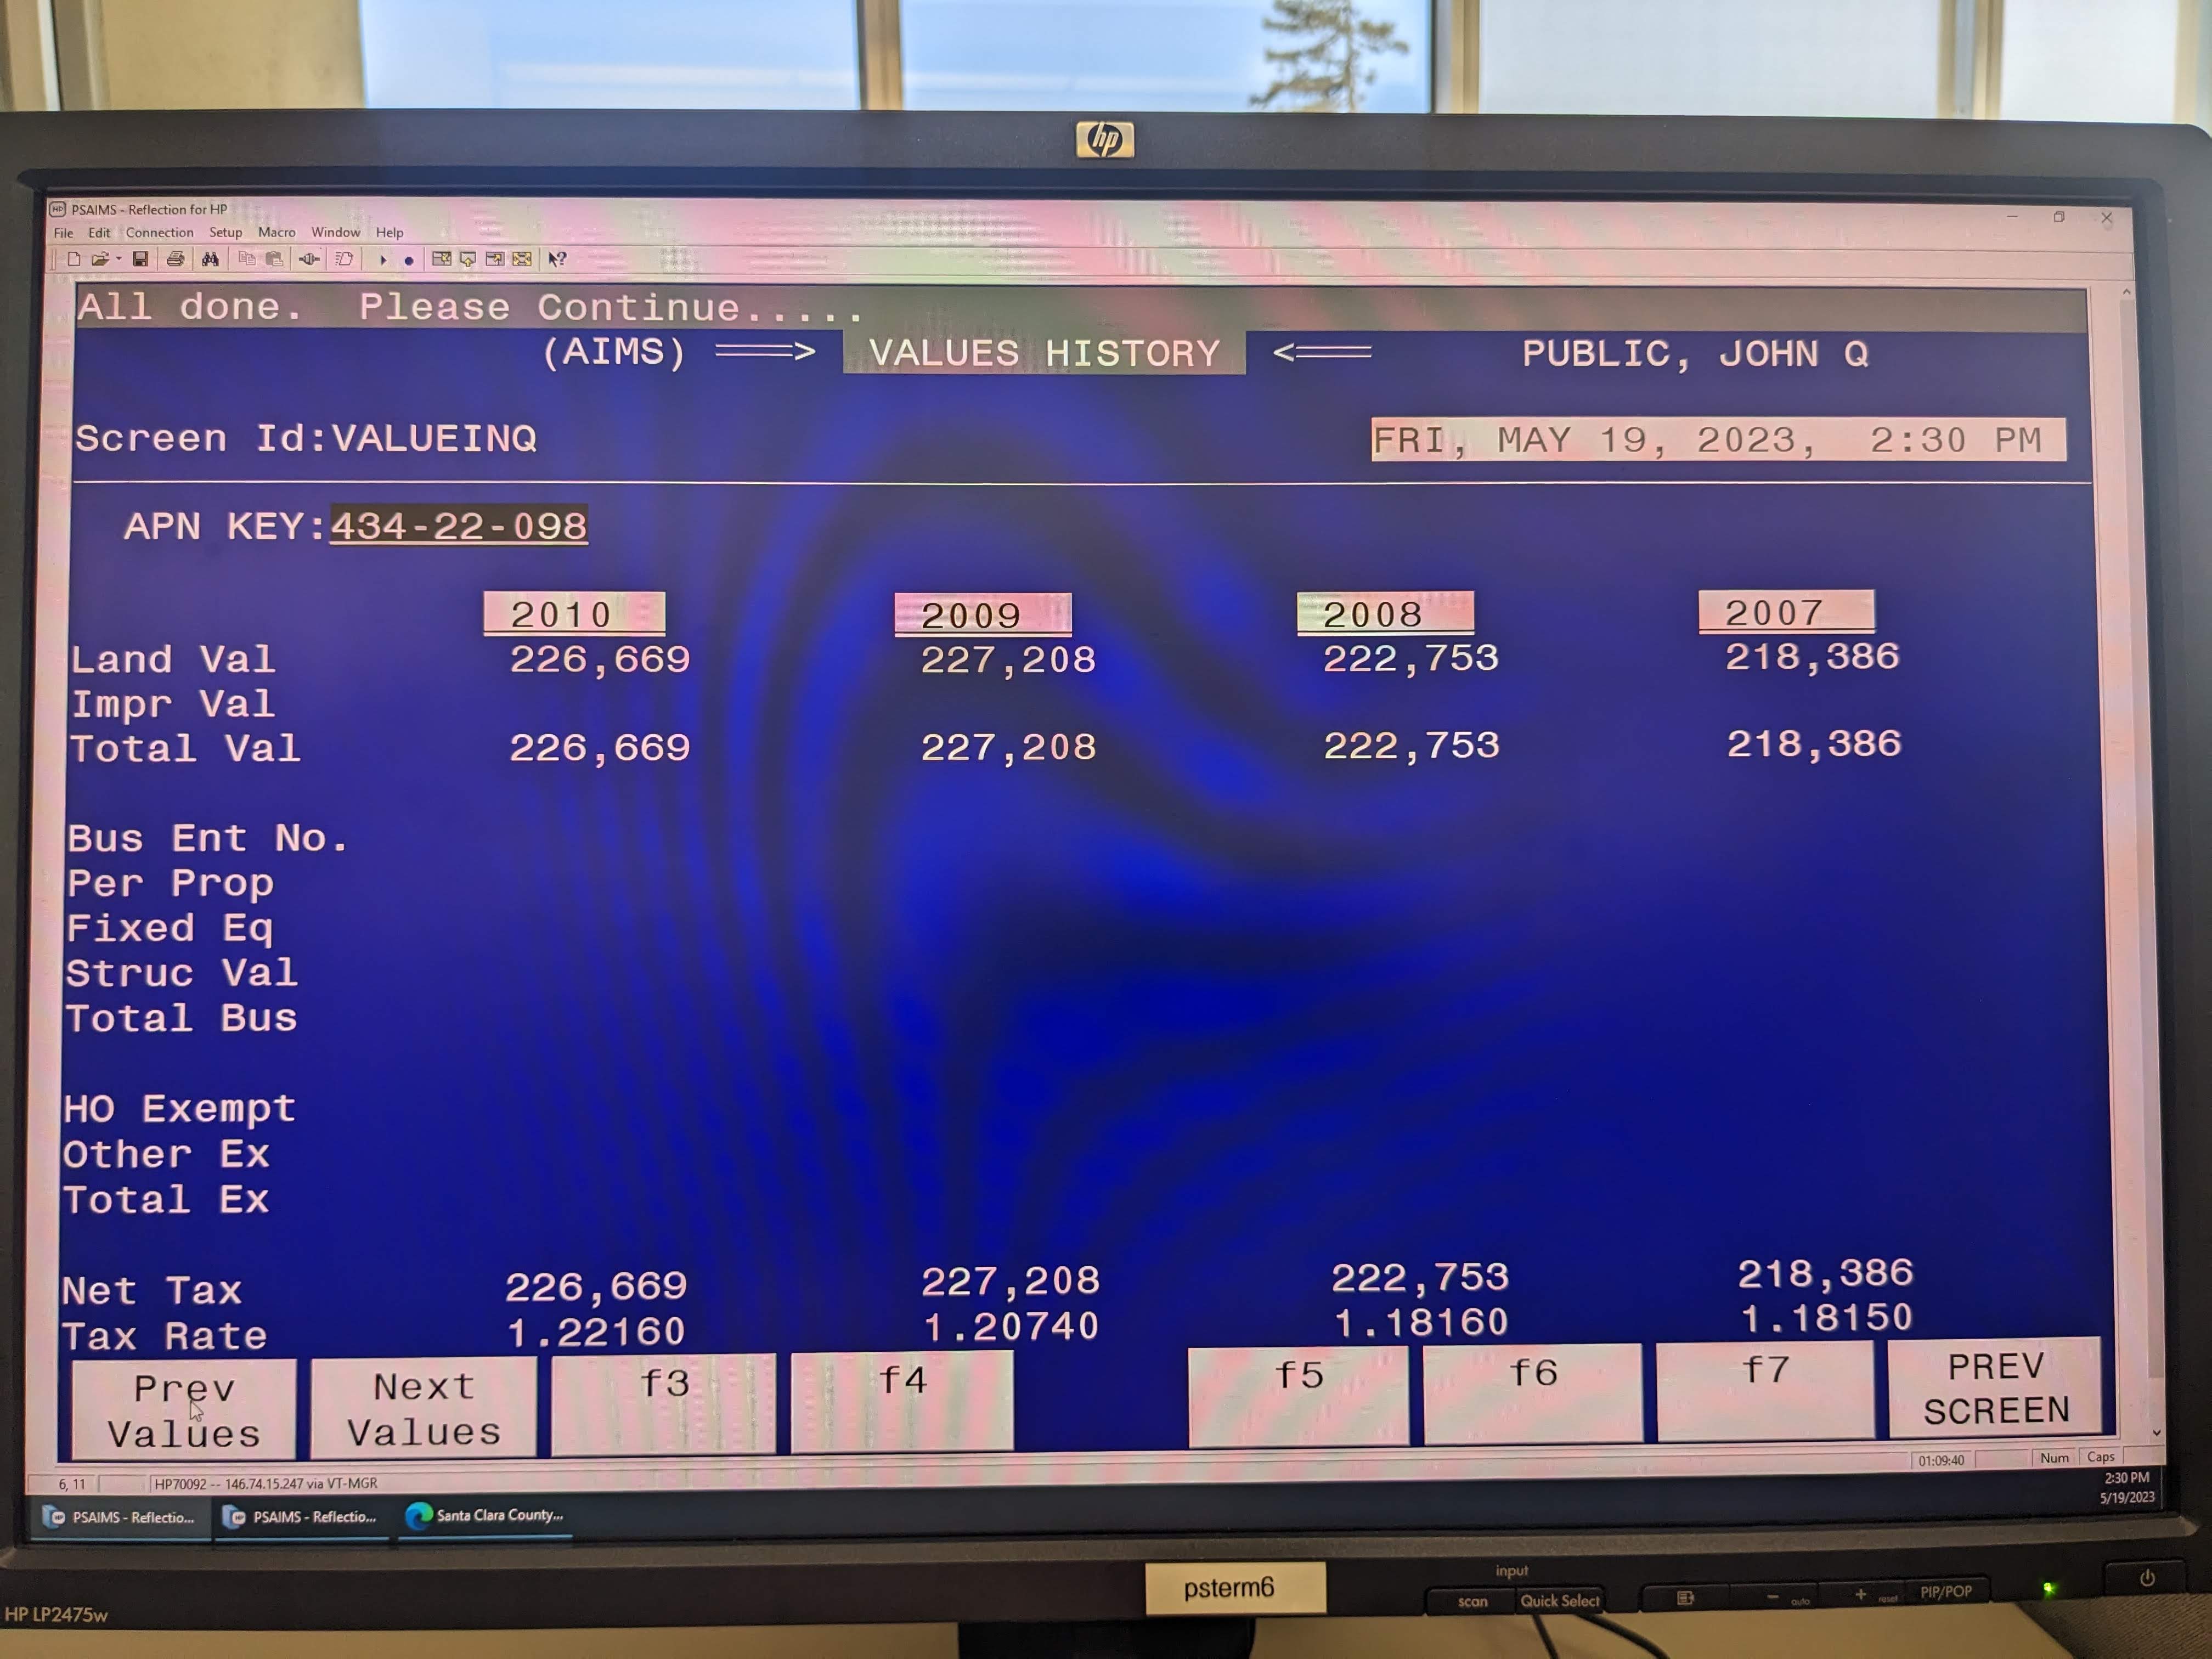 hp
PSAIMS - Reflection for HP
File Edit Connection Setup Macro Window Help
All done. Please Continue.....
(AIMS) ====> VALUES HISTORY <==== PUBLIC, JOHN Q
Screen Id:VALUEINQ FRI, MAY 19, 2023, 2:30 PM
APN KEY:434-22-098
2010 2009 2008 2007
Land Val 226,669 227,208 222,753 218,386
Impr Val
Total Val 226,669 227,208 222,753 218,386
Bus Ent No.
Per Prop
Fixed Eq
Struc Val
Total Bus
HO Exempt
Other Ex
Total Ex
Net Tax 226,669 227,208 222,753 218,386
Tax Rate 1.22160 1.20740 1.18160 1.18150
Prev Next f3 f4 f5 f6 f7 PREV
Values Values SCREEN
6, 11 HP70092 -- 146.74.15.247 via VT-MGR 01:09:40 Num Caps
PSAIMS - Reflectio... PSAIMS - Reflectio... Santa Clara County... 2:30 PM
5/19/2023
HP LP2475w
psterm6
input
scan Quick Select - auto + reset PIP/POP